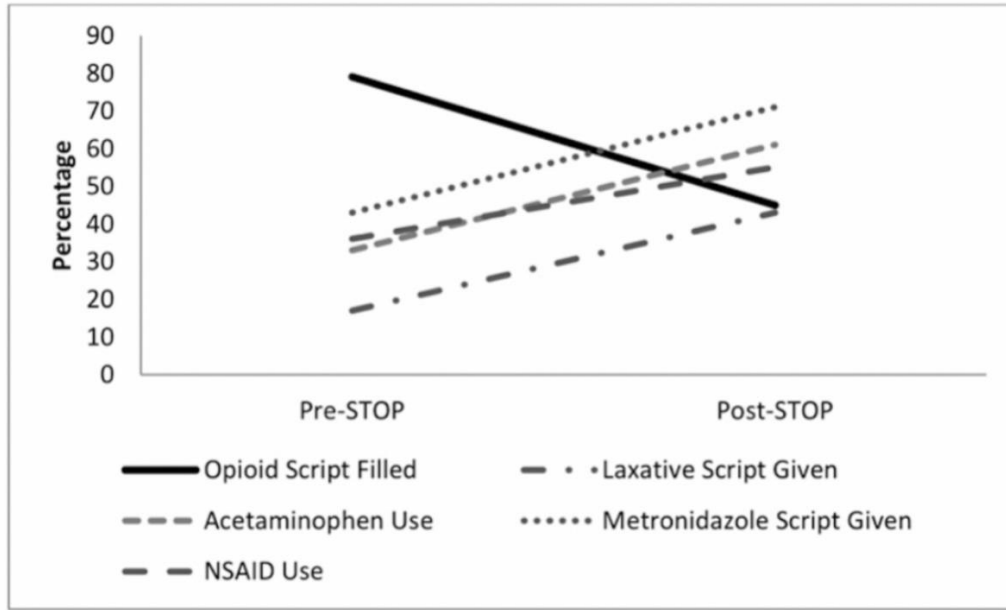 90
80
70
60
50
40
30
20
10
0
Percentage
Pre-STOP Post-STOP
Opioid Script Filled Laxative Script Given
Acetaminophen Use Metronidazole Script Given
NSAID Use